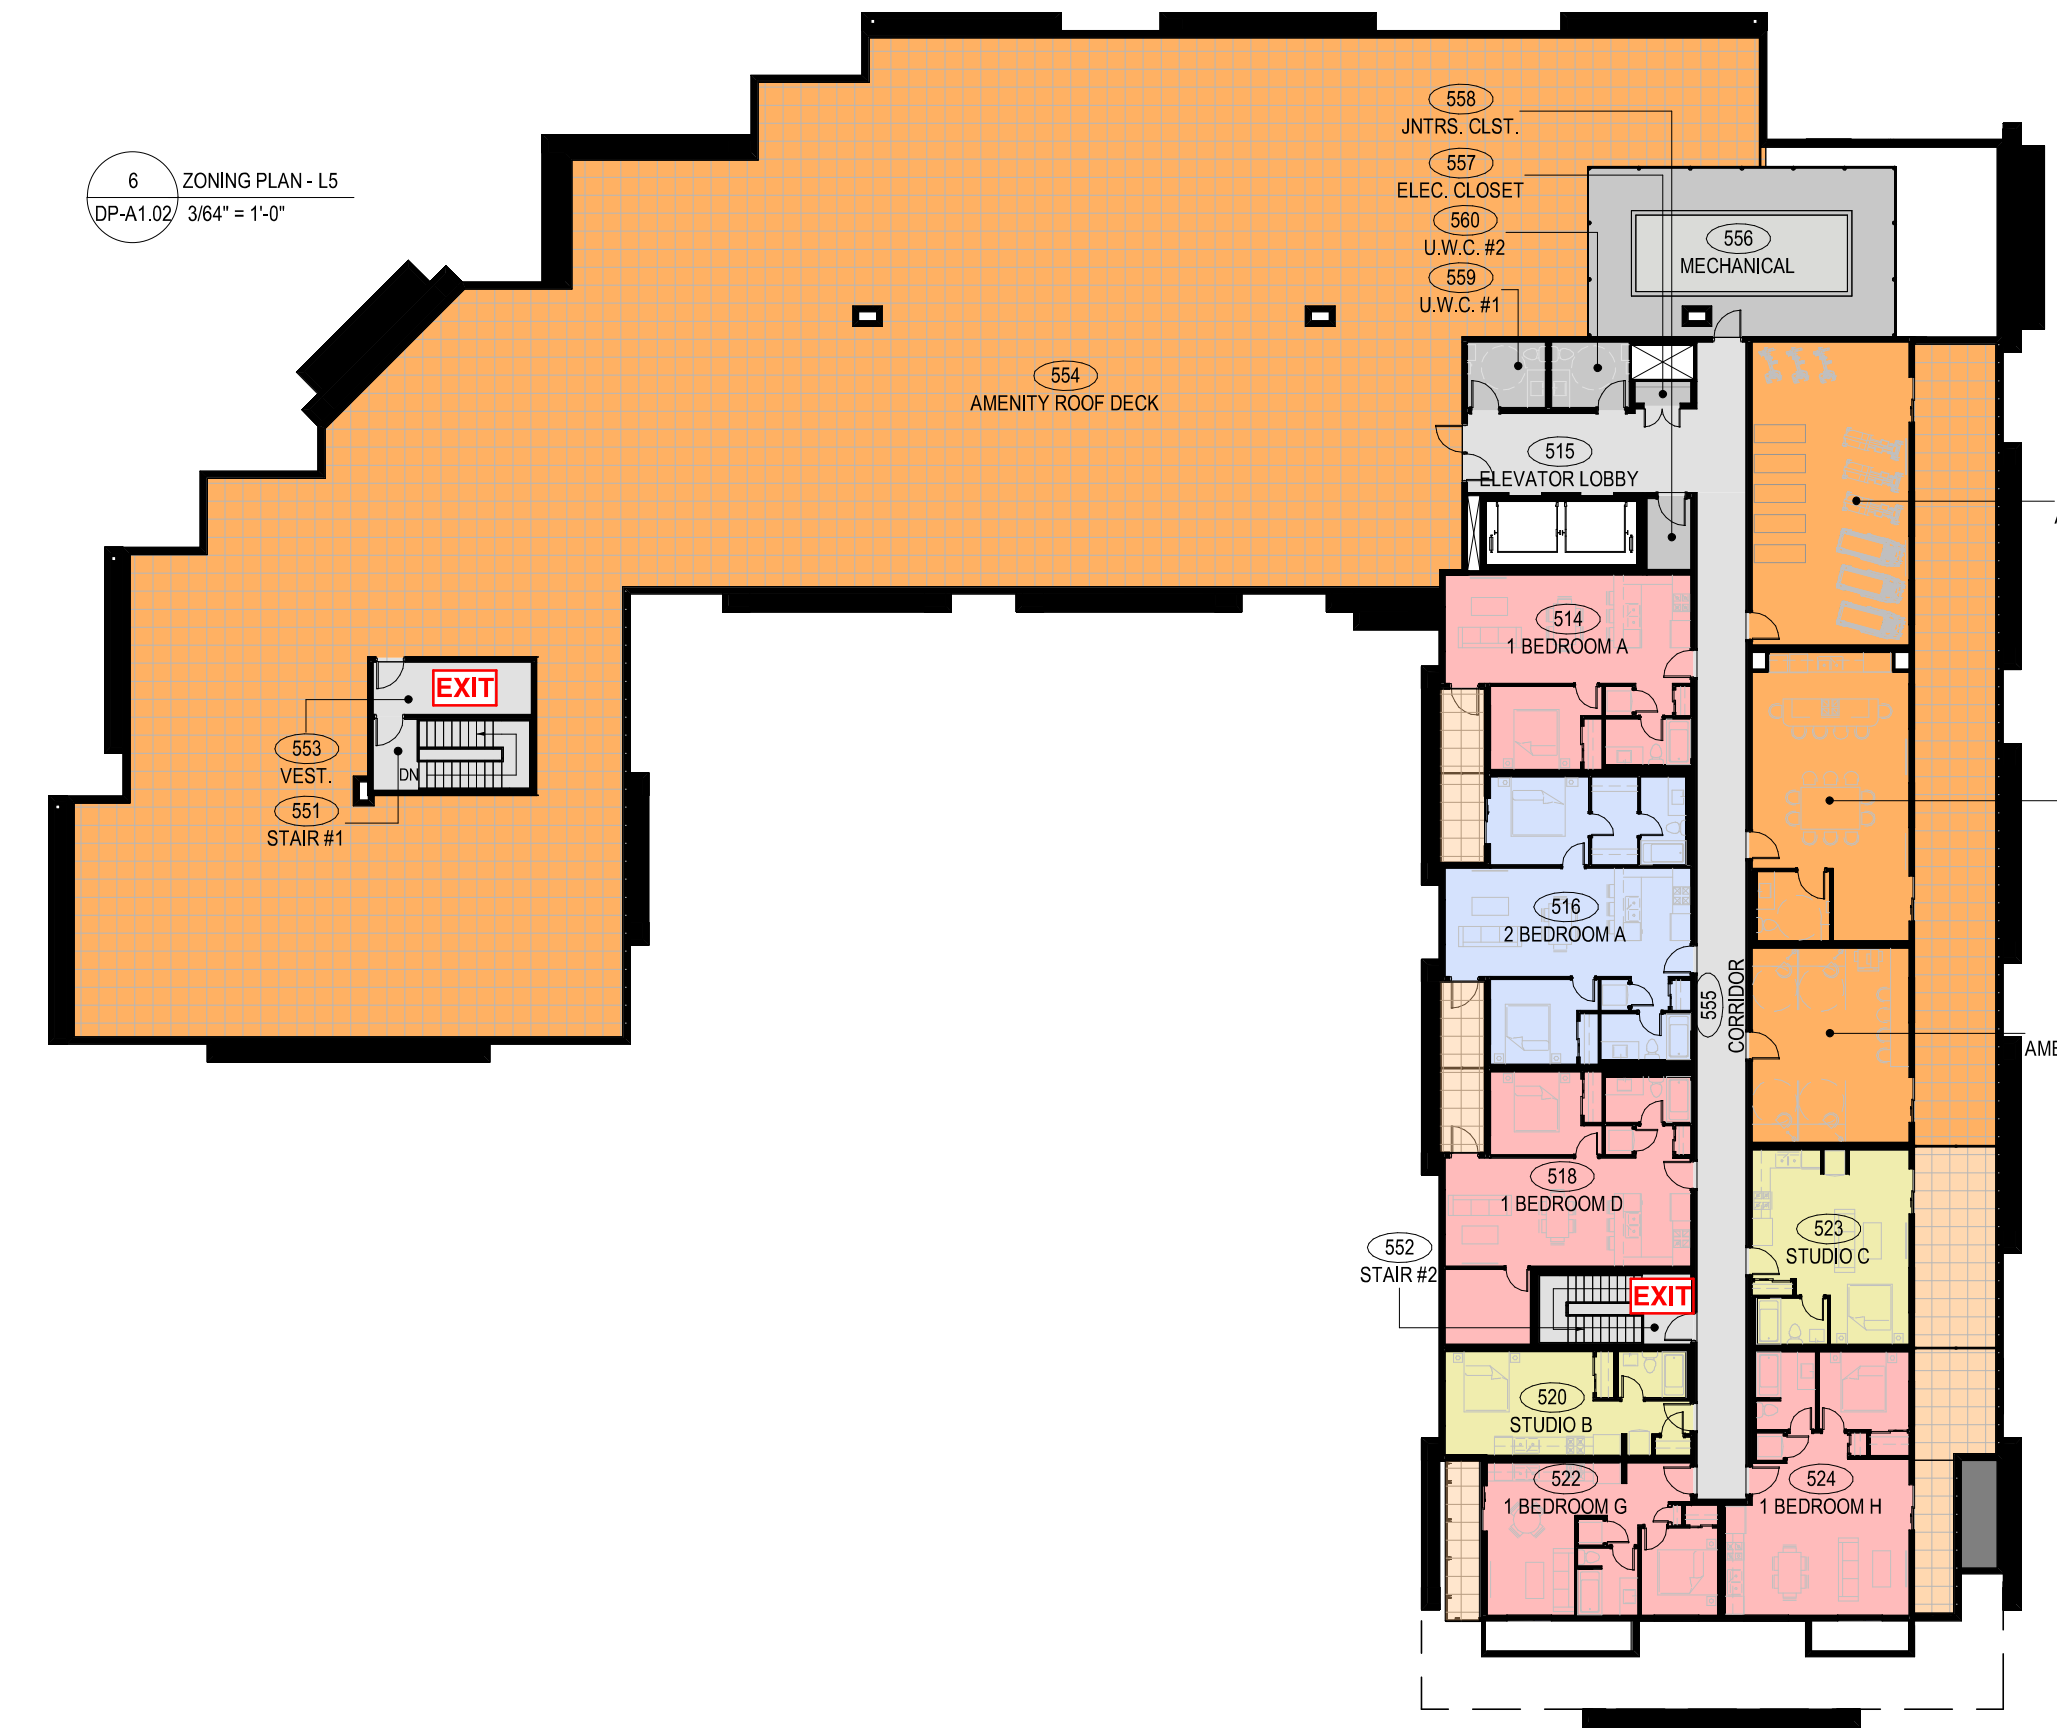 6
ZONING PLAN - L5
DP-A1.02
3/64" = 1'-0"
558
JNTRS. CLST.
557
ELEC. CLOSET
560
U.W.C. #2
559
U.W.C. #1
556
MECHANICAL
554
AMENITY ROOF DECK
515
ELEVATOR LOBBY
514
1 BEDROOM A
EXIT
553
VEST.
DN
551
STAIR #1
516
2 BEDROOM A
555
CORRIDOR
AME
518
1 BEDROOM D
523
STUDIO C
552
STAIR #2
EXIT
520
STUDIO B
522
1 BEDROOM G
524
1 BEDROOM H